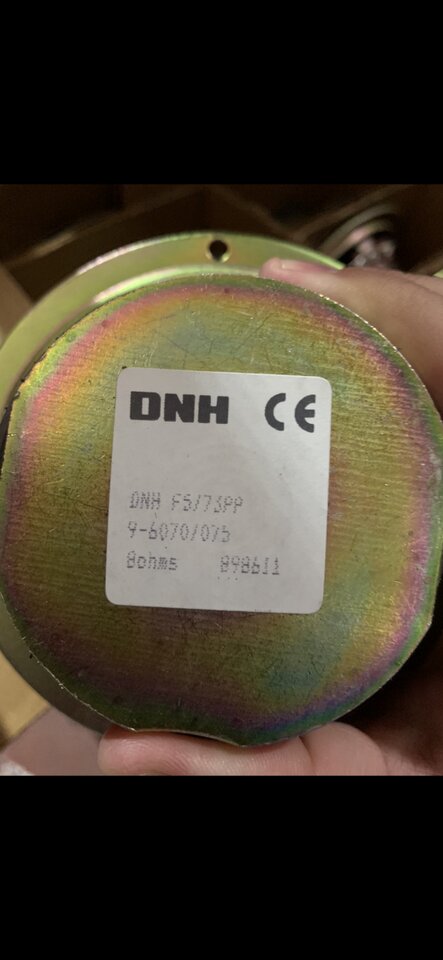 DNH CE
DNH FS/73PP
9-6070/075
8ohms 898611